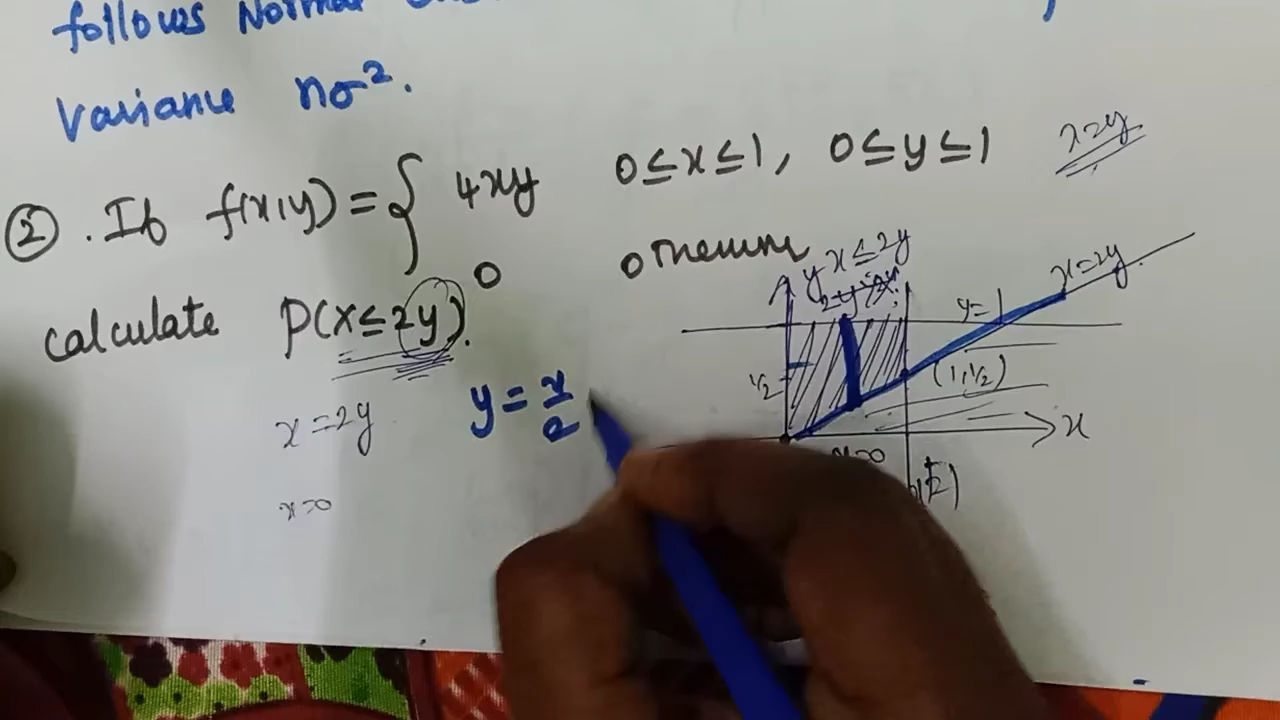 follows Normal
Variance nσ².
② . If f(x,y) = { 4xy 0≤x≤1, 0≤y≤1
0 otherwise
calculate P(X≤2y).
x=2y
x=0
y = x/2
x=2y
y x≤2y
x=2y
y=1
1/2
(1,1/2)
x